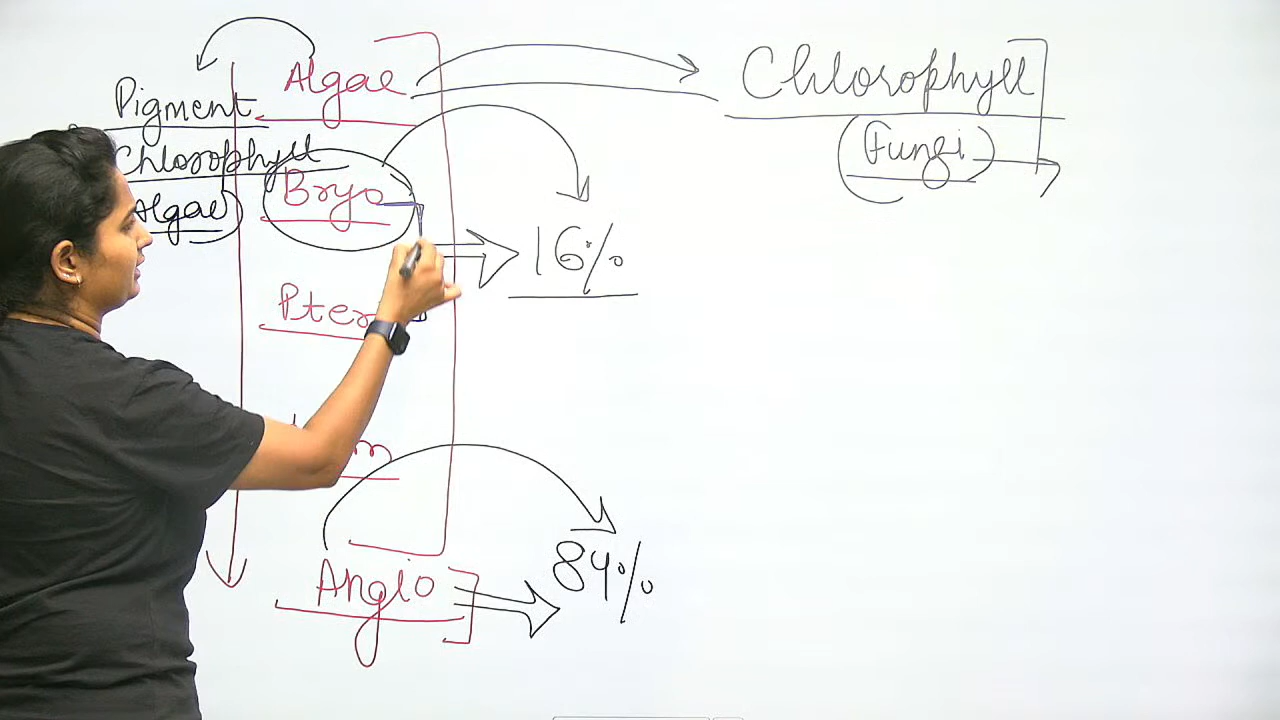 Algae
Chlorophyll
Pigment
Chlorophyll
(Fungi)
Algae)
Bryo
16%
Angio
84%